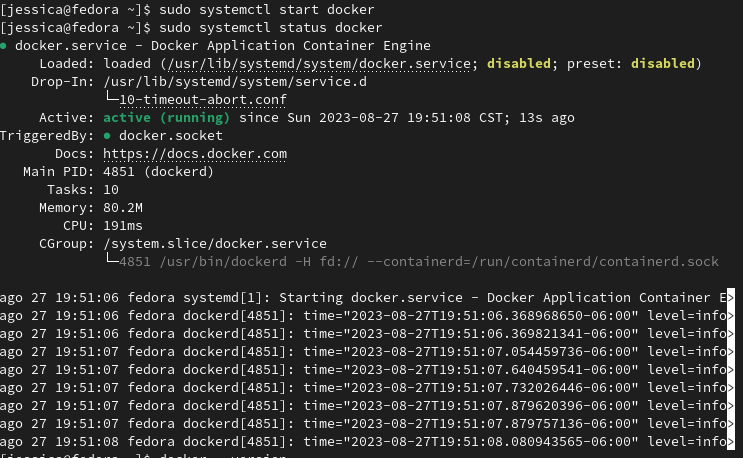 [jessica@fedora ~]$ sudo systemctl start docker
[jessica@fedora ~]$ sudo systemctl status docker
● docker.service - Docker Application Container Engine
     Loaded: loaded (/usr/lib/systemd/system/docker.service; disabled; preset: disabled)
    Drop-In: /usr/lib/systemd/system/service.d
             └─10-timeout-abort.conf
     Active: active (running) since Sun 2023-08-27 19:51:08 CST; 13s ago
TriggeredBy: ● docker.socket
       Docs: https://docs.docker.com
   Main PID: 4851 (dockerd)
      Tasks: 10
     Memory: 80.2M
        CPU: 191ms
     CGroup: /system.slice/docker.service
             └─4851 /usr/bin/dockerd -H fd:// --containerd=/run/containerd/containerd.sock
ago 27 19:51:06 fedora systemd[1]: Starting docker.service - Docker Application Container E>
ago 27 19:51:06 fedora dockerd[4851]: time="2023-08-27T19:51:06.368968650-06:00" level=info>
ago 27 19:51:06 fedora dockerd[4851]: time="2023-08-27T19:51:06.369821341-06:00" level=info>
ago 27 19:51:07 fedora dockerd[4851]: time="2023-08-27T19:51:07.054459736-06:00" level=info>
ago 27 19:51:07 fedora dockerd[4851]: time="2023-08-27T19:51:07.640459541-06:00" level=info>
ago 27 19:51:07 fedora dockerd[4851]: time="2023-08-27T19:51:07.732026446-06:00" level=info>
ago 27 19:51:07 fedora dockerd[4851]: time="2023-08-27T19:51:07.879620396-06:00" level=info>
ago 27 19:51:07 fedora dockerd[4851]: time="2023-08-27T19:51:07.879757136-06:00" level=info>
ago 27 19:51:08 fedora dockerd[4851]: time="2023-08-27T19:51:08.080943565-06:00" level=info>